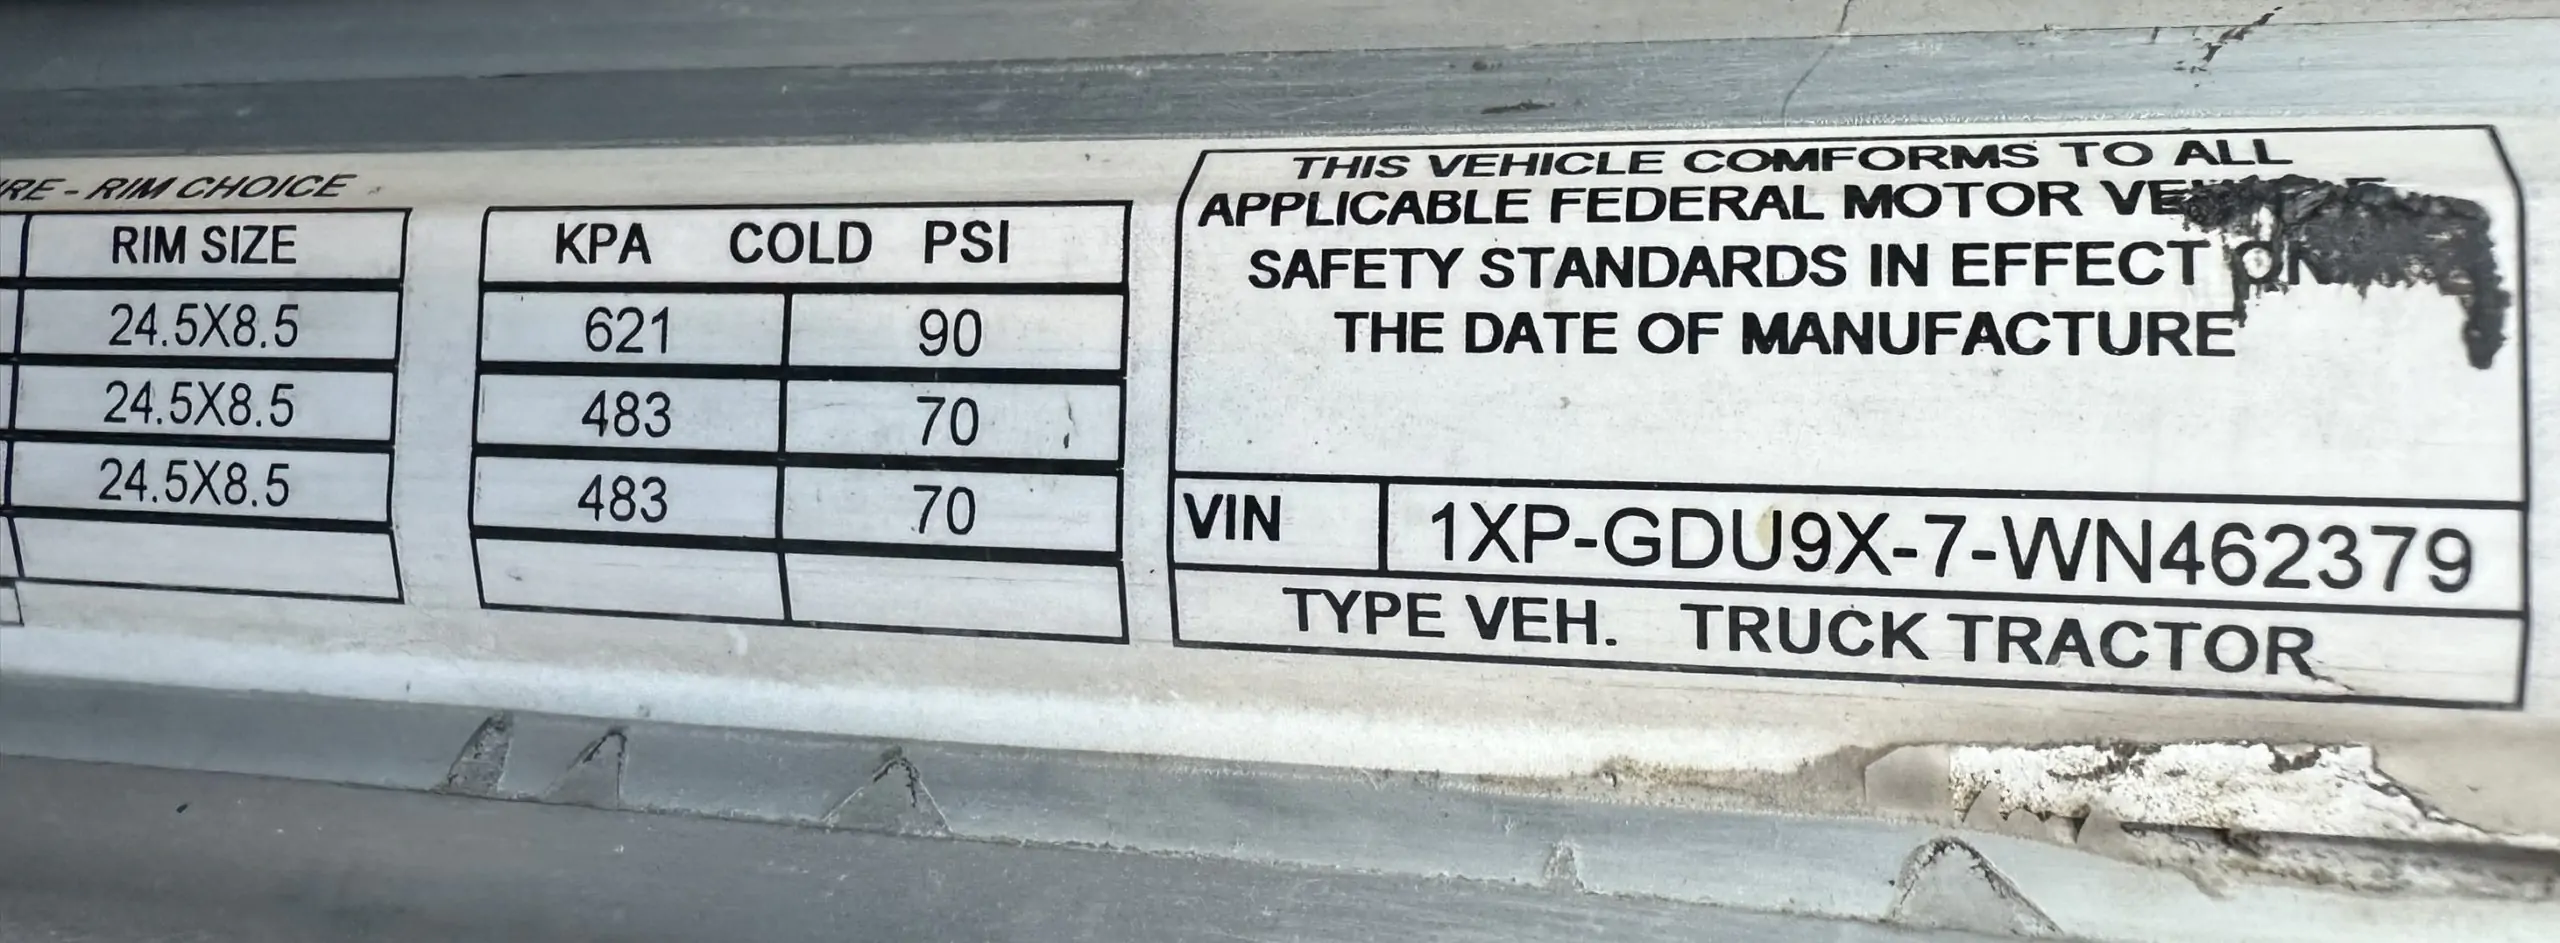 RE - RIM CHOICE
RIM SIZE
24.5X8.5
24.5X8.5
24.5X8.5
KPA COLD PSI
621 90
483 70
483 70
THIS VEHICLE COMFORMS TO ALL
APPLICABLE FEDERAL MOTOR
SAFETY STANDARDS IN EFFECT ON
THE DATE OF MANUFACTURE
VIN 1XP-GDU9X-7-WN462379
TYPE VEH. TRUCK TRACTOR